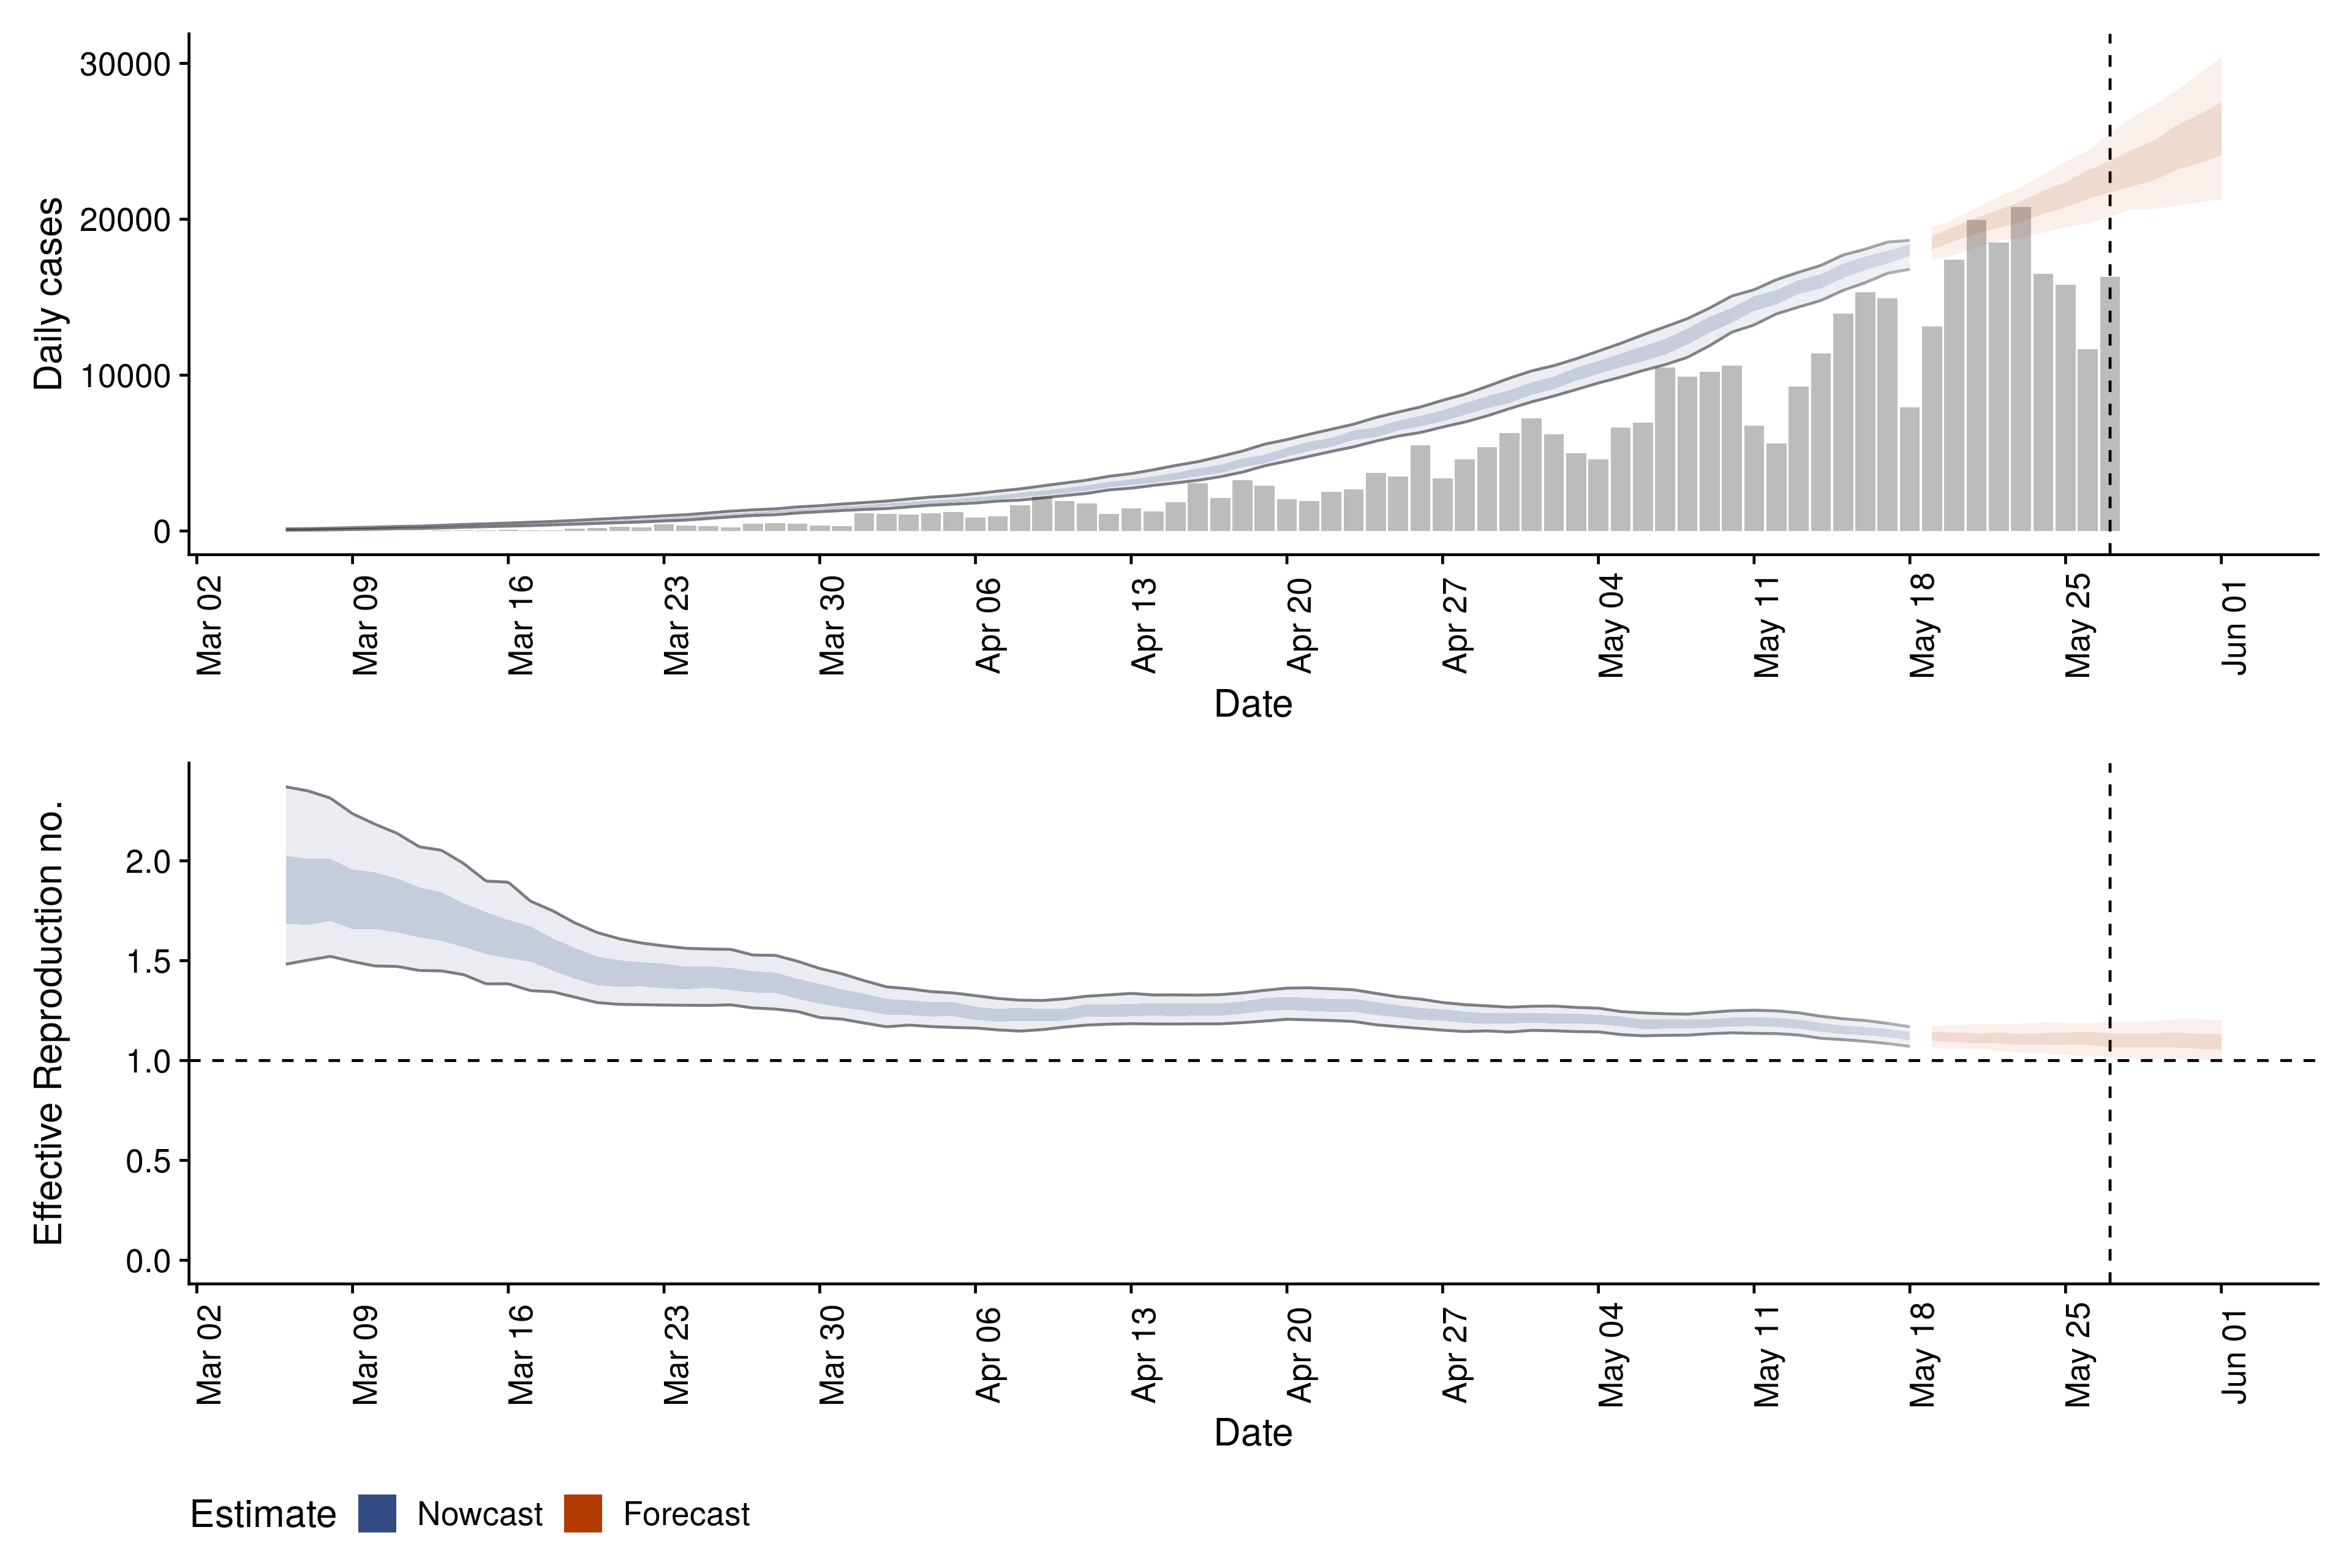 Daily cases
30000
20000
10000
0
Mar 02
Mar 09
Mar 16
Mar 23
Mar 30
Apr 06
Apr 13
Apr 20
Apr 27
May 04
May 11
May 18
May 25
Jun 01
Date
Effective Reproduction no.
2.0
1.5
1.0
0.5
0.0
Mar 02
Mar 09
Mar 16
Mar 23
Mar 30
Apr 06
Apr 13
Apr 20
Apr 27
May 04
May 11
May 18
May 25
Jun 01
Date
Estimate Nowcast Forecast